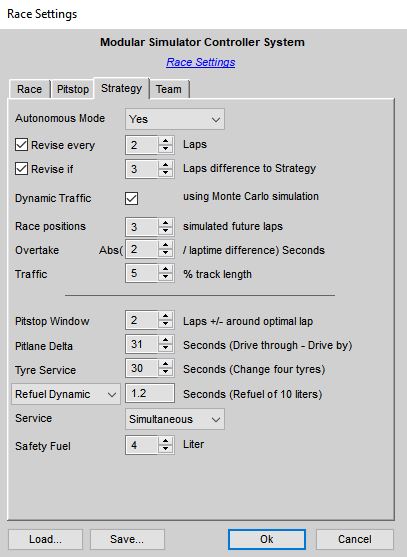 Race Settings
Modular Simulator Controller System
Race Settings
Race Pitstop Strategy Team
Autonomous Mode Yes
Revise every 2 Laps
Revise if 3 Laps difference to Strategy
Dynamic Traffic using Monte Carlo simulation
Race positions 3 simulated future laps
Overtake Abs( 2 / laptime difference) Seconds
Traffic 5 % track length
Pitstop Window 2 Laps +/- around optimal lap
Pitlane Delta 31 Seconds (Drive through - Drive by)
Tyre Service 30 Seconds (Change four tyres)
Refuel Dynamic 1.2 Seconds (Refuel of 10 liters)
Service Simultaneous
Safety Fuel 4 Liter
Load... Save... Ok Cancel